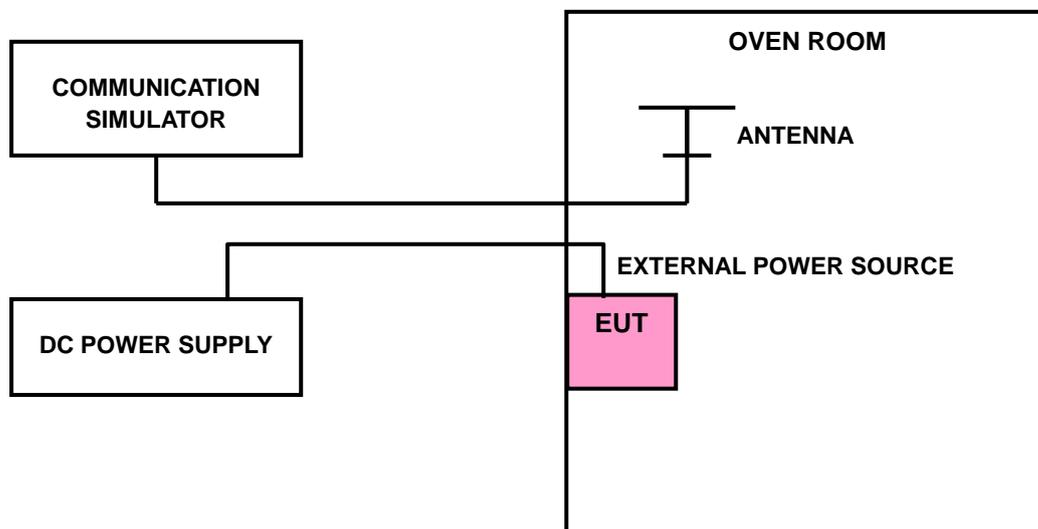 OVEN ROOM
COMMUNICATION
SIMULATOR
ANTENNA
EXTERNAL POWER SOURCE
EUT
DC POWER SUPPLY